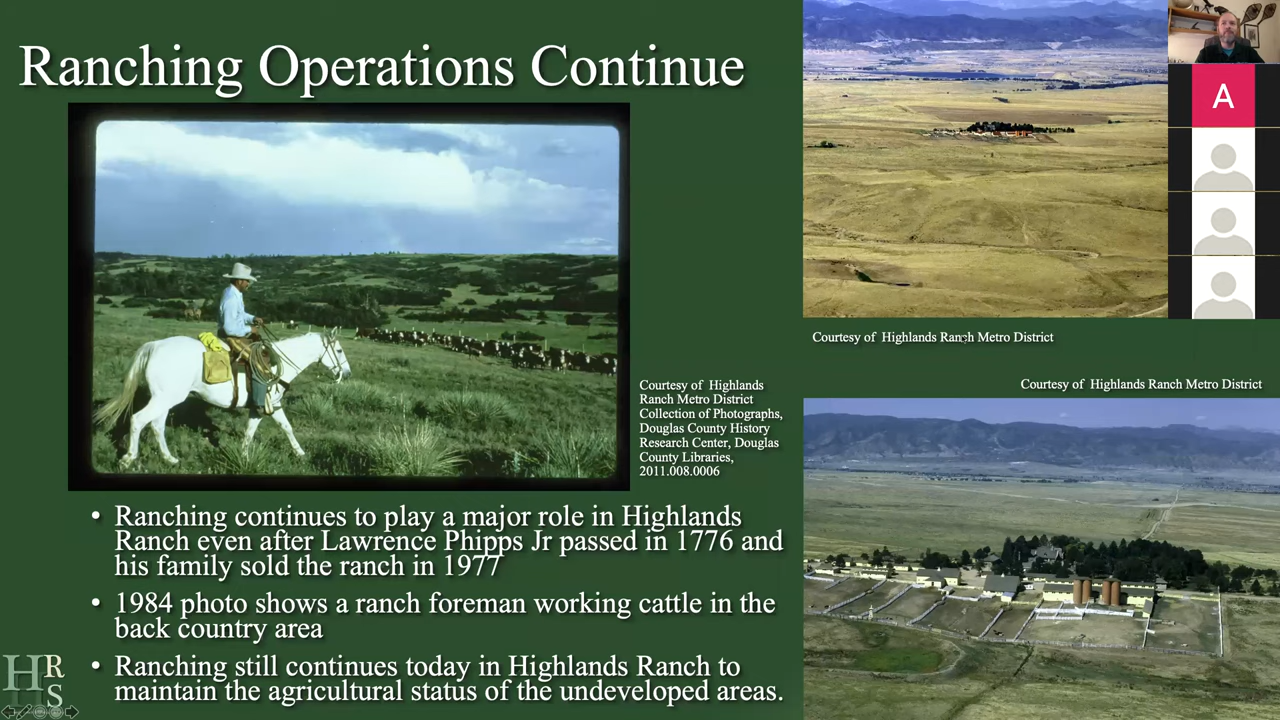 Ranching Operations Continue
A
Courtesy of Highlands Ranch Metro District
Courtesy of Highlands Ranch Metro District
Courtesy of Highlands
Ranch Metro District
Collection of Photographs,
Douglas County History
Research Center, Douglas
County Libraries,
2011.008.0006
• Ranching continues to play a major role in Highlands
Ranch even after Lawrence Phipps Jr passed in 1776 and
his family sold the ranch in 1977
• 1984 photo shows a ranch foreman working cattle in the
back country area
• Ranching still continues today in Highlands Ranch to
maintain the agricultural status of the undeveloped areas.
HRS